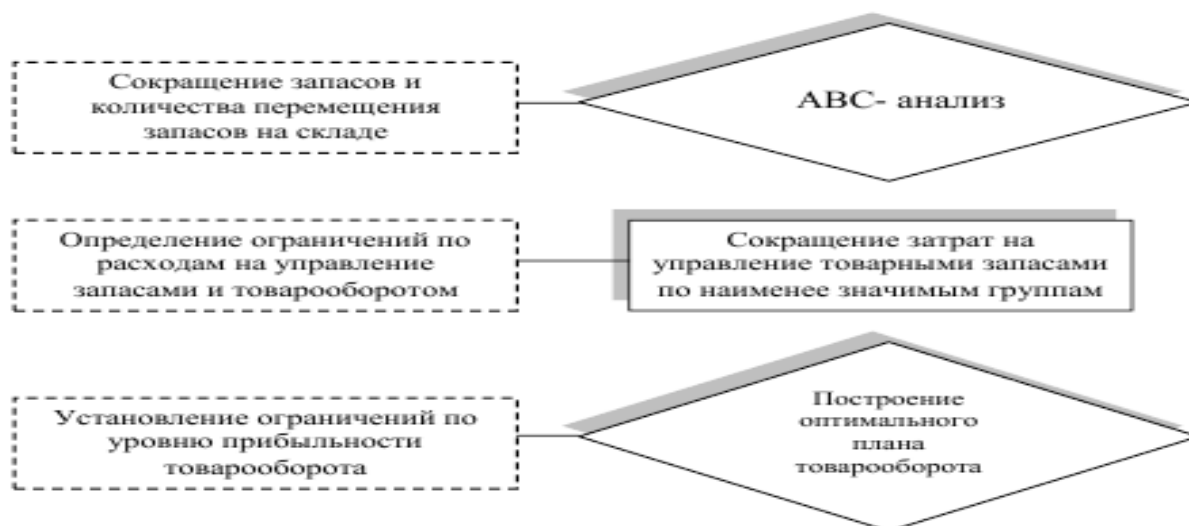 Сокращение запасов и
количества перемещения
запасов на складе
АВС- анализ
Определение ограничений по
расходам на управление
запасами и товарооборотом
Сокращение затрат на
управление товарными запасами
по наименее значимым группам
Установление ограничений по
уровню прибыльности
товарооборота
Построение
оптимального
плана
товарооборота